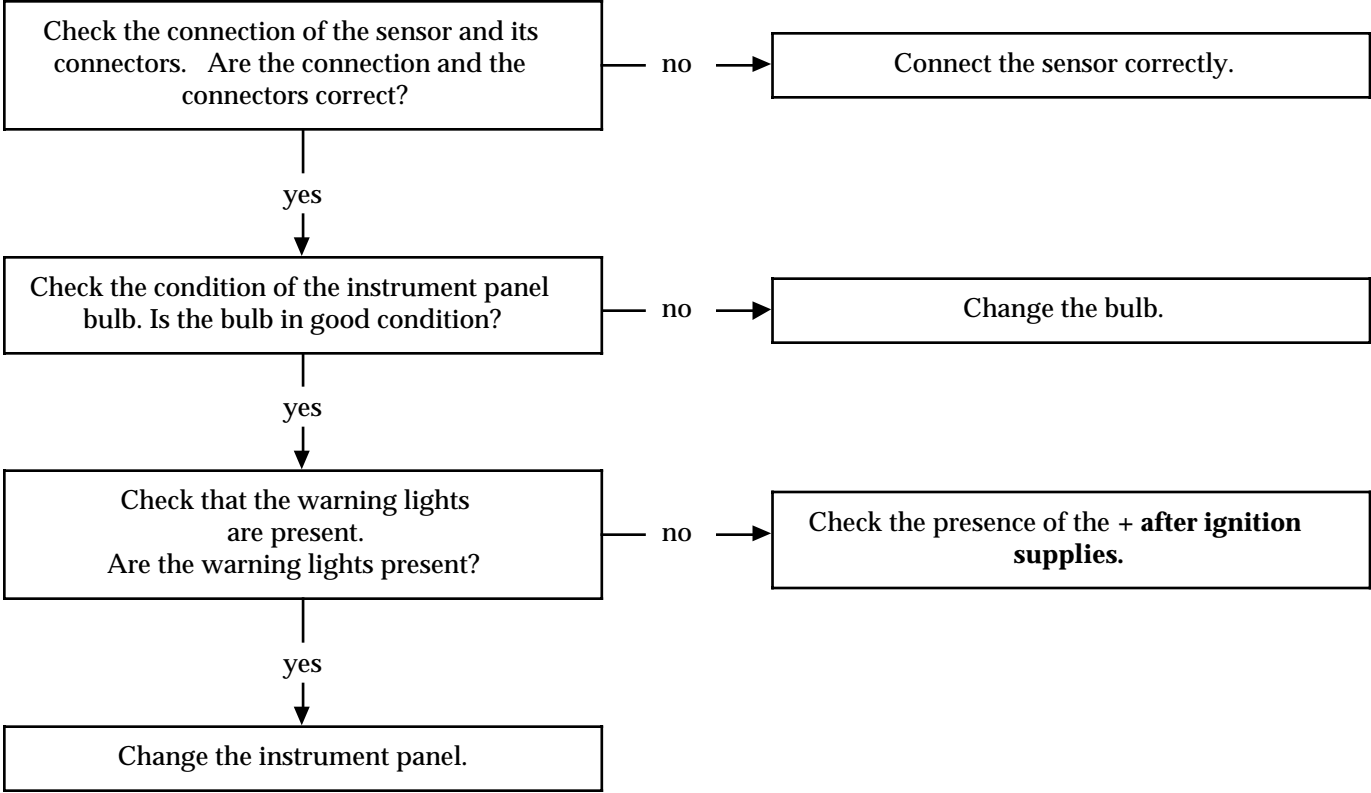 Check the connection of the sensor and its
connectors. Are the connection and the
connectors correct?
no
Connect the sensor correctly.
yes
Check the condition of the instrument panel
bulb. Is the bulb in good condition?
no
Change the bulb.
yes
Check that the warning lights
are present.
Are the warning lights present?
no
Check the presence of the + after ignition
supplies.
yes
Change the instrument panel.